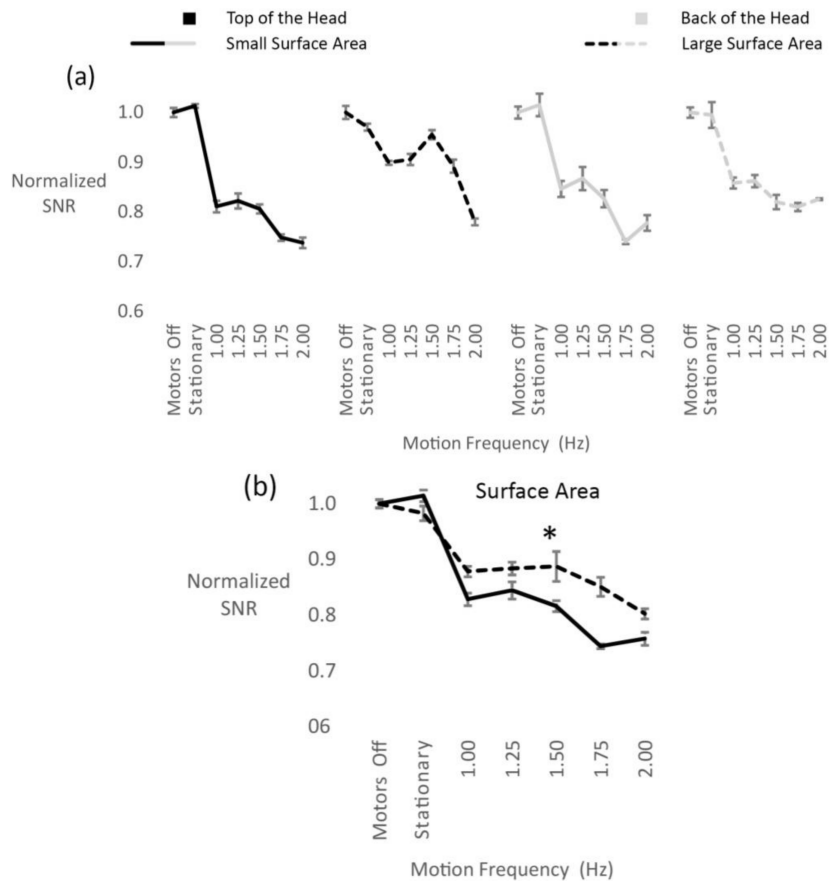 Top of the Head
Back of the Head
Small Surface Area
Large Surface Area
(a)
1.0
0.9
0.8
0.7
0.6
Normalized
SNR
Motors Off
Stationary
1.00
1.25
1.50
1.75
2.00
Motors Off
Stationary
1.00
1.25
1.50
1.75
2.00
Motors Off
Stationary
1.00
1.25
1.50
1.75
2.00
Motors Off
Stationary
1.00
1.25
1.50
1.75
2.00
Motion Frequency (Hz)
(b)
Surface Area
*
1.0
0.9
0.8
0.7
06
Normalized
SNR
Motors Off
Stationary
1.00
1.25
1.50
1.75
2.00
Motion Frequency (Hz)